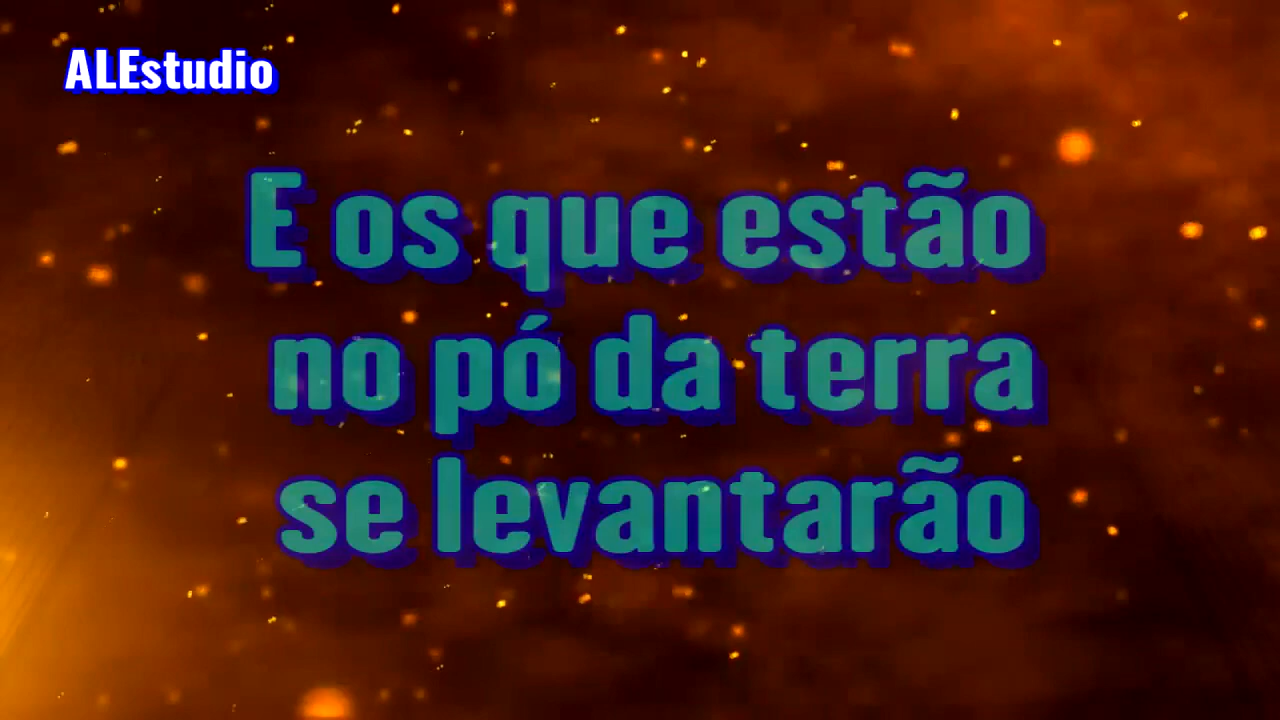 ALEstudio
E os que estão
no pó da terra
se levantarão